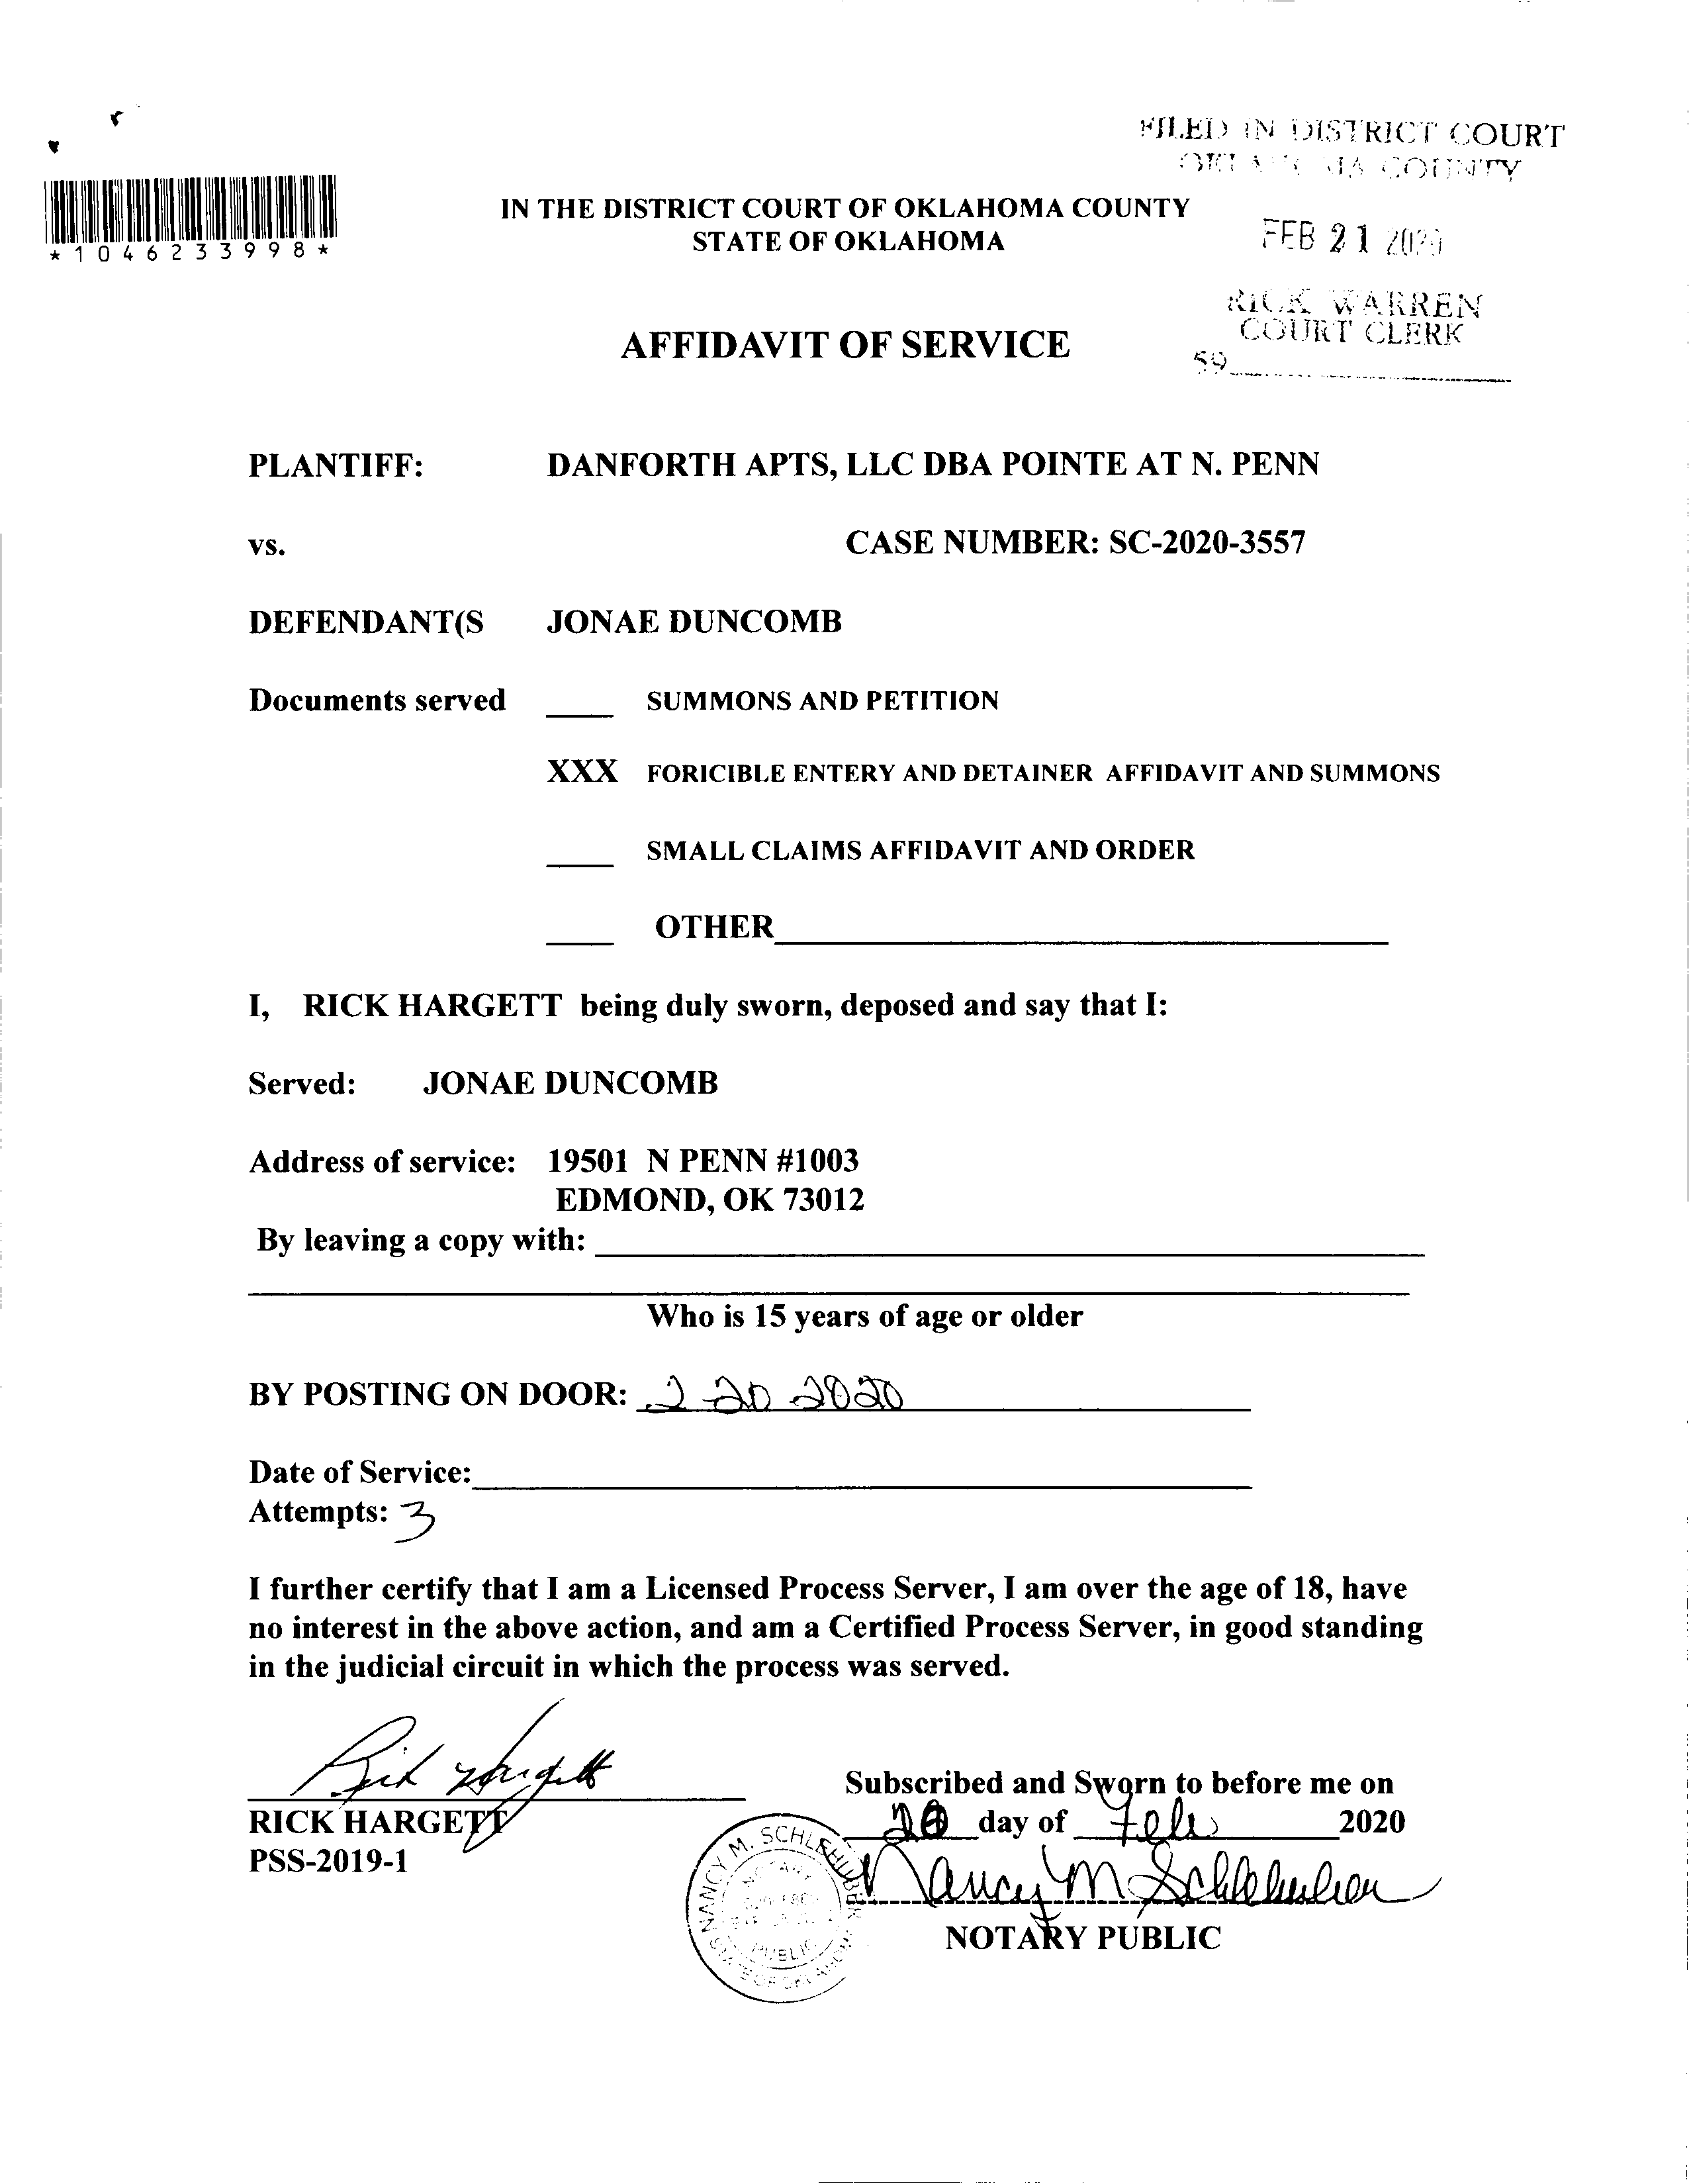 FILED IN DISTRICT COURT
OKLAHOMA COUNTY
*1046233998*
IN THE DISTRICT COURT OF OKLAHOMA COUNTY
STATE OF OKLAHOMA
FEB 21 2020
RICK WARREN
COURT CLERK
59
AFFIDAVIT OF SERVICE
PLANTIFF: DANFORTH APTS, LLC DBA POINTE AT N. PENN
vs. CASE NUMBER: SC-2020-3557
DEFENDANT(S JONAE DUNCOMB
Documents served ____ SUMMONS AND PETITION
XXX FORICIBLE ENTERY AND DETAINER AFFIDAVIT AND SUMMONS
____ SMALL CLAIMS AFFIDAVIT AND ORDER
____ OTHER____
I, RICK HARGETT being duly sworn, deposed and say that I:
Served: JONAE DUNCOMB
Address of service: 19501 N PENN #1003
EDMOND, OK 73012
By leaving a copy with: ____
Who is 15 years of age or older
BY POSTING ON DOOR: 2 20 2020
Date of Service:____
Attempts: 3
I further certify that I am a Licensed Process Server, I am over the age of 18, have
no interest in the above action, and am a Certified Process Server, in good standing
in the judicial circuit in which the process was served.
Rick Hargett
RICK HARGETT
PSS-2019-1
Subscribed and Sworn to before me on
20 day of Feb 2020
Nancy M Schlehuber
NOTARY PUBLIC
NANCY M. SCHLEHUBER
NOTARY
PUBLIC
STATE OF OKLAHOMA